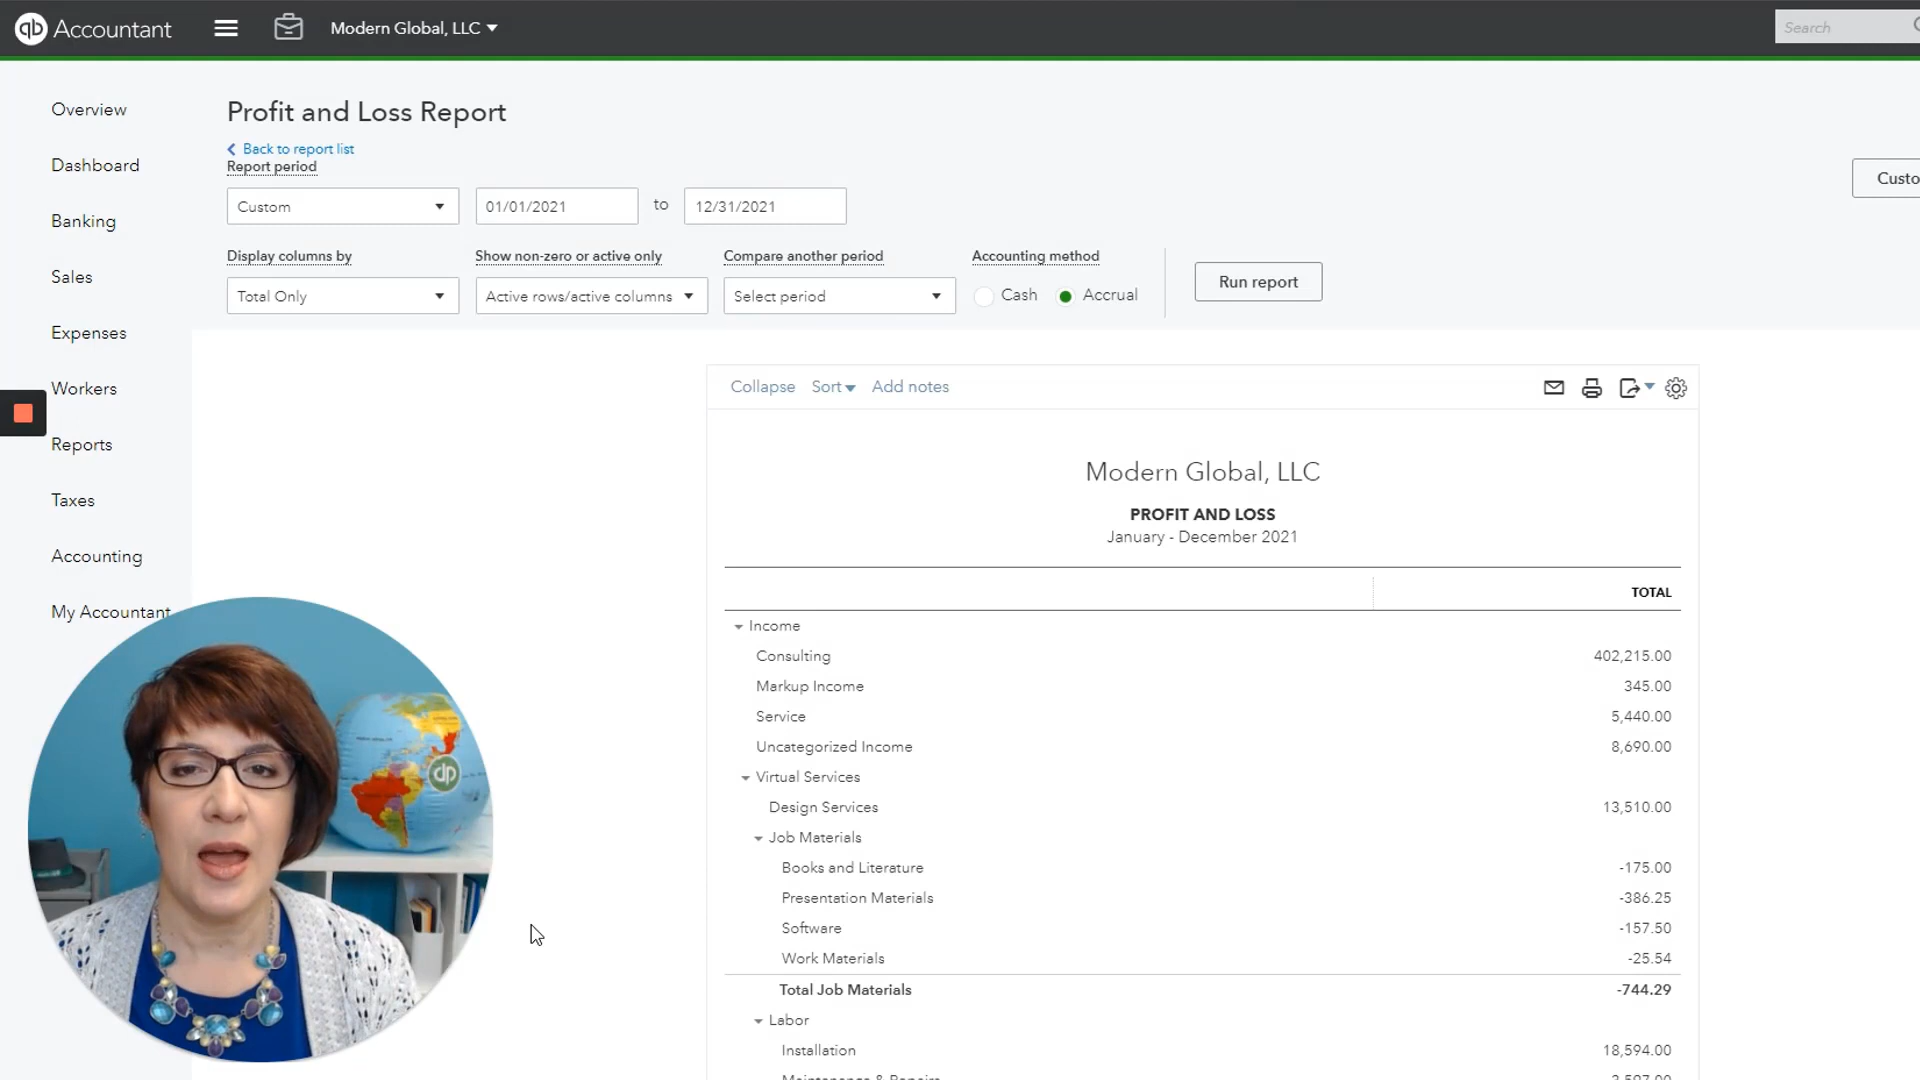 qb Accountant
Modern Global, LLC
Search
Overview
Dashboard
Banking
Sales
Expenses
Workers
Reports
Taxes
Accounting
My Accountant
Profit and Loss Report
Back to report list
Report period
Custom
01/01/2021 to 12/31/2021
Display columns by
Show non-zero or active only
Compare another period
Accounting method
Total Only
Active rows/active columns
Select period
Cash
Accrual
Run report
Custo
Collapse Sort Add notes
Modern Global, LLC
PROFIT AND LOSS
January - December 2021
TOTAL
Income
Consulting 402,215.00
Markup Income 345.00
Service 5,440.00
Uncategorized Income 8,690.00
Virtual Services
Design Services 13,510.00
Job Materials
Books and Literature -175.00
Presentation Materials -386.25
Software -157.50
Work Materials -25.54
Total Job Materials -744.29
Labor
Installation 18,594.00
dp